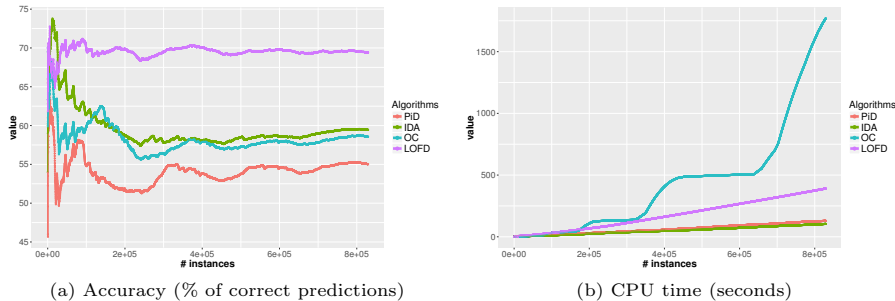 75
70
65
60
55
50
45
value
0e+00 2e+05 4e+05 6e+05 8e+05
# instances
Algorithms
PiD
IDA
OC
LOFD
(a) Accuracy (% of correct predictions)
1500
1000
500
0
value
0e+00 2e+05 4e+05 6e+05 8e+05
# instances
Algorithms
PiD
IDA
OC
LOFD
(b) CPU time (seconds)